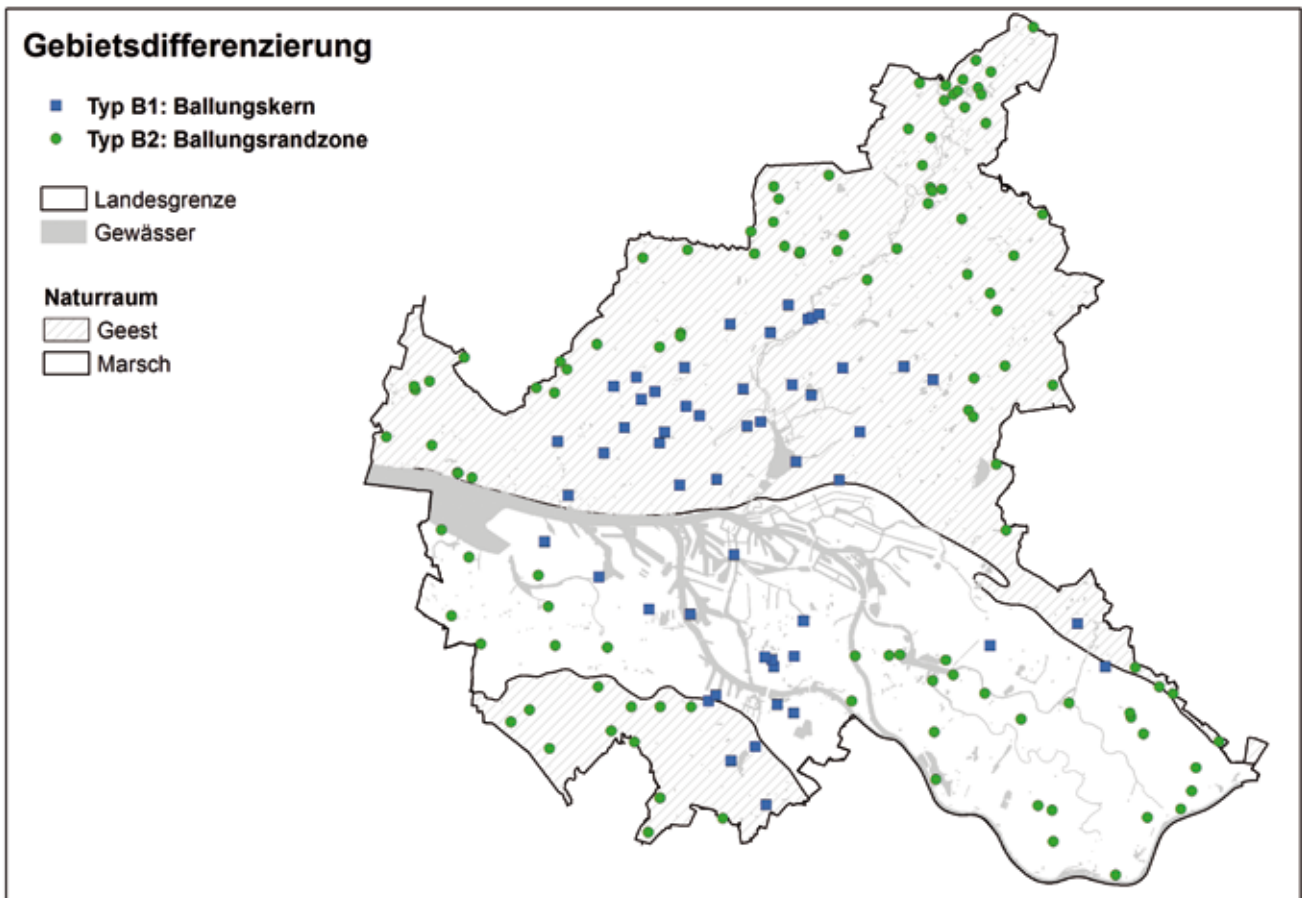 Gebietsdifferenzierung
Typ B1: Ballungskern
Typ B2: Ballungsrandzone
Landesgrenze
Gewässer
Naturraum
Geest
Marsch